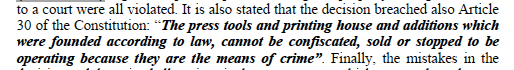 to a court were all violated. It is also stated that the decision breached also Article
30 of the Constitution: “The press tools and printing house and additions which
were founded according to law, cannot be confiscated, sold or stopped to be
operating because they are the means of crime”. Finally, the mistakes in the